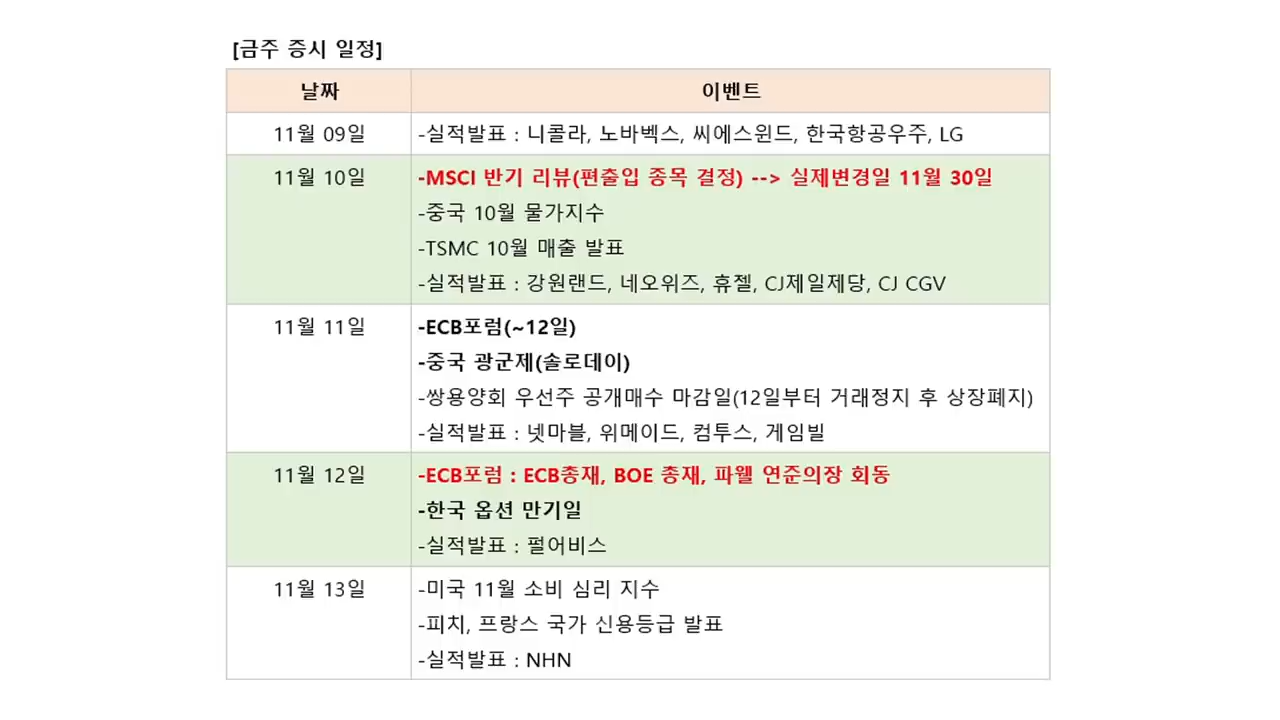 [금주 증시 일정]
날짜 이벤트
11월 09일 -실적발표 : 니콜라, 노바벡스, 씨에스윈드, 한국항공우주, LG
11월 10일 -MSCI 반기 리뷰(편출입 종목 결정) --> 실제변경일 11월 30일
-중국 10월 물가지수
-TSMC 10월 매출 발표
-실적발표 : 강원랜드, 네오위즈, 휴젤, CJ제일제당, CJ CGV
11월 11일 -ECB포럼(~12일)
-중국 광군제(솔로데이)
-쌍용양회 우선주 공개매수 마감일(12일부터 거래정지 후 상장폐지)
-실적발표 : 넷마블, 위메이드, 컴투스, 게임빌
11월 12일 -ECB포럼 : ECB총재, BOE 총재, 파웰 연준의장 회동
-한국 옵션 만기일
-실적발표 : 펄어비스
11월 13일 -미국 11월 소비 심리 지수
-피치, 프랑스 국가 신용등급 발표
-실적발표 : NHN